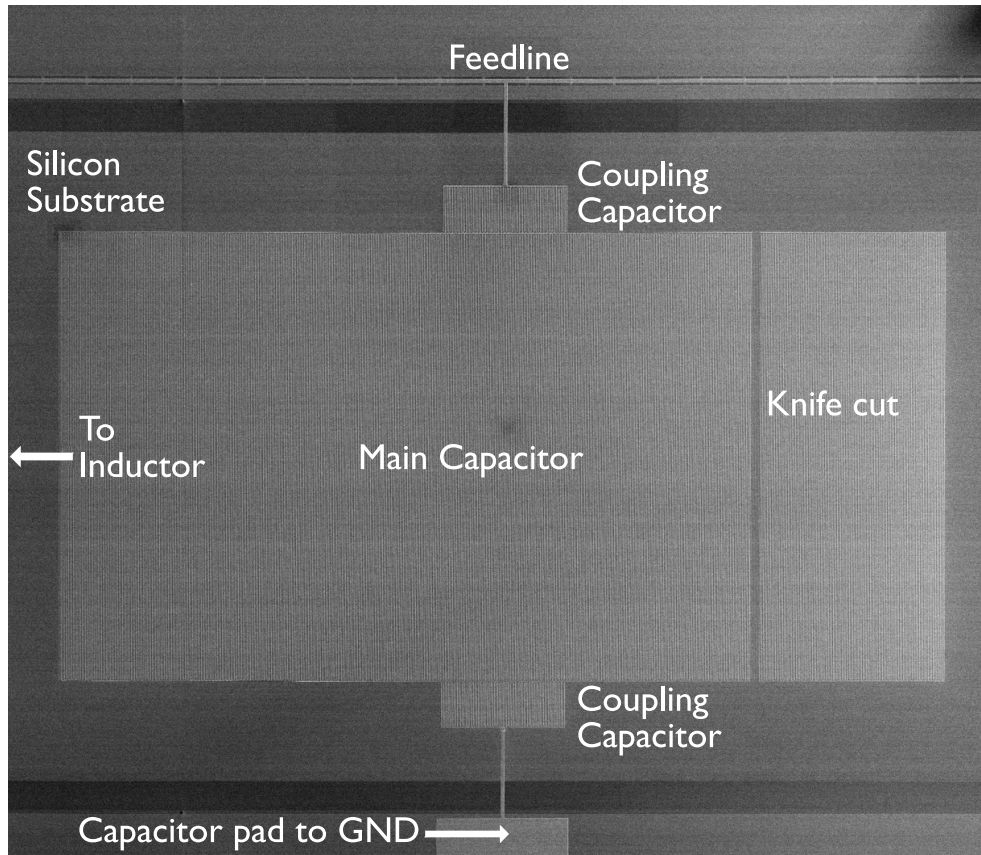 Feedline
Silicon
Substrate
Coupling
Capacitor
Knife cut
To
Inductor
Main Capacitor
Coupling
Capacitor
Capacitor pad to GND